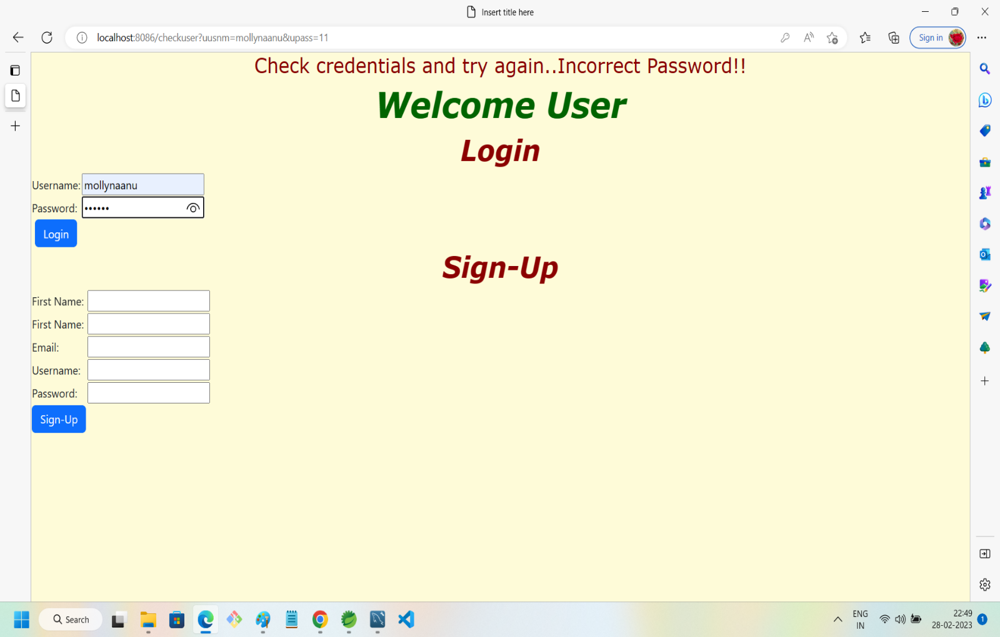 Insert title here
localhost:8086/checkuser?uusnm=mollynaanu&upass=11
Sign in
Check credentials and try again..Incorrect Password!!
Welcome User
Login
Username: mollynaanu
Password: ••••••
Login
Sign-Up
First Name:
First Name:
Email:
Username:
Password:
Sign-Up
Search
ENG
IN
22:49
28-02-2023
1